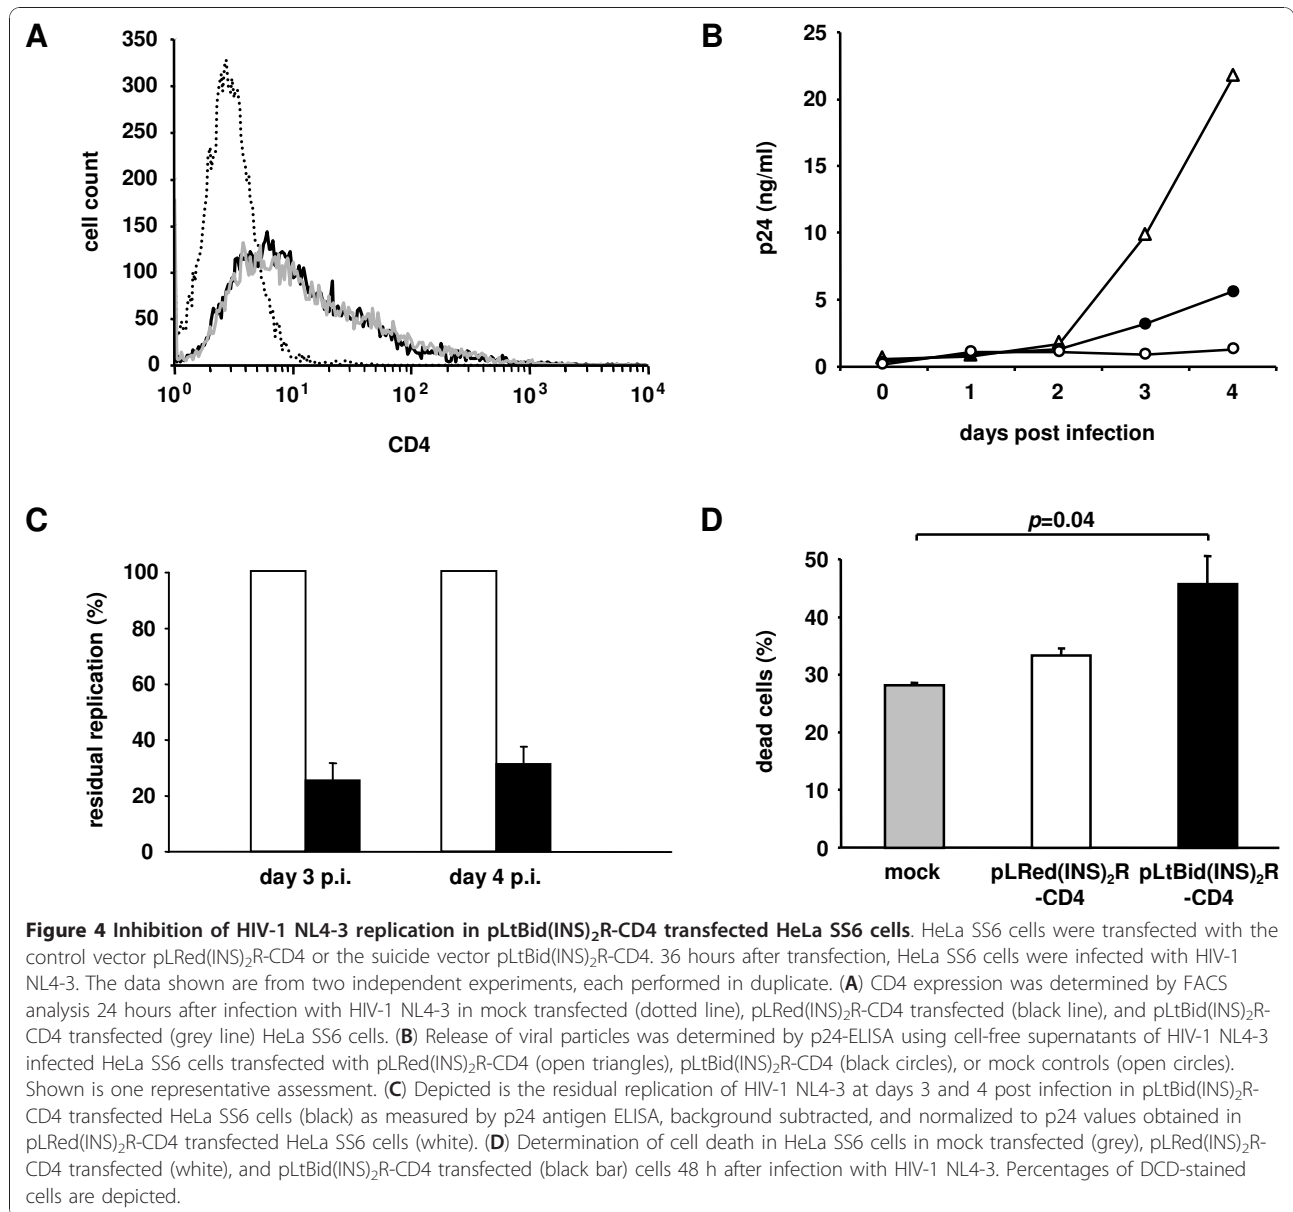 A
350
300
250
200
150
100
50
0
cell count
10⁰ 10¹ 10² 10³ 10⁴
CD4
B
25
20
15
10
5
0
p24 (ng/ml)
0 1 2 3 4
days post infection
C
100
80
60
40
20
0
residual replication (%)
day 3 p.i. day 4 p.i.
D
p=0.04
50
40
30
20
10
0
dead cells (%)
mock pLRed(INS)₂R pLtBid(INS)₂R
-CD4 -CD4
Figure 4 Inhibition of HIV-1 NL4-3 replication in pLtBid(INS)₂R-CD4 transfected HeLa SS6 cells. HeLa SS6 cells were transfected with the
control vector pLRed(INS)₂R-CD4 or the suicide vector pLtBid(INS)₂R-CD4. 36 hours after transfection, HeLa SS6 cells were infected with HIV-1
NL4-3. The data shown are from two independent experiments, each performed in duplicate. (A) CD4 expression was determined by FACS
analysis 24 hours after infection with HIV-1 NL4-3 in mock transfected (dotted line), pLRed(INS)₂R-CD4 transfected (black line), and pLtBid(INS)₂R-
CD4 transfected (grey line) HeLa SS6 cells. (B) Release of viral particles was determined by p24-ELISA using cell-free supernatants of HIV-1 NL4-3
infected HeLa SS6 cells transfected with pLRed(INS)₂R-CD4 (open triangles), pLtBid(INS)₂R-CD4 (black circles), or mock controls (open circles).
Shown is one representative assessment. (C) Depicted is the residual replication of HIV-1 NL4-3 at days 3 and 4 post infection in pLtBid(INS)₂R-
CD4 transfected HeLa SS6 cells (black) as measured by p24 antigen ELISA, background subtracted, and normalized to p24 values obtained in
pLRed(INS)₂R-CD4 transfected HeLa SS6 cells (white). (D) Determination of cell death in HeLa SS6 cells in mock transfected (grey), pLRed(INS)₂R-
CD4 transfected (white), and pLtBid(INS)₂R-CD4 transfected (black bar) cells 48 h after infection with HIV-1 NL4-3. Percentages of DCD-stained
cells are depicted.